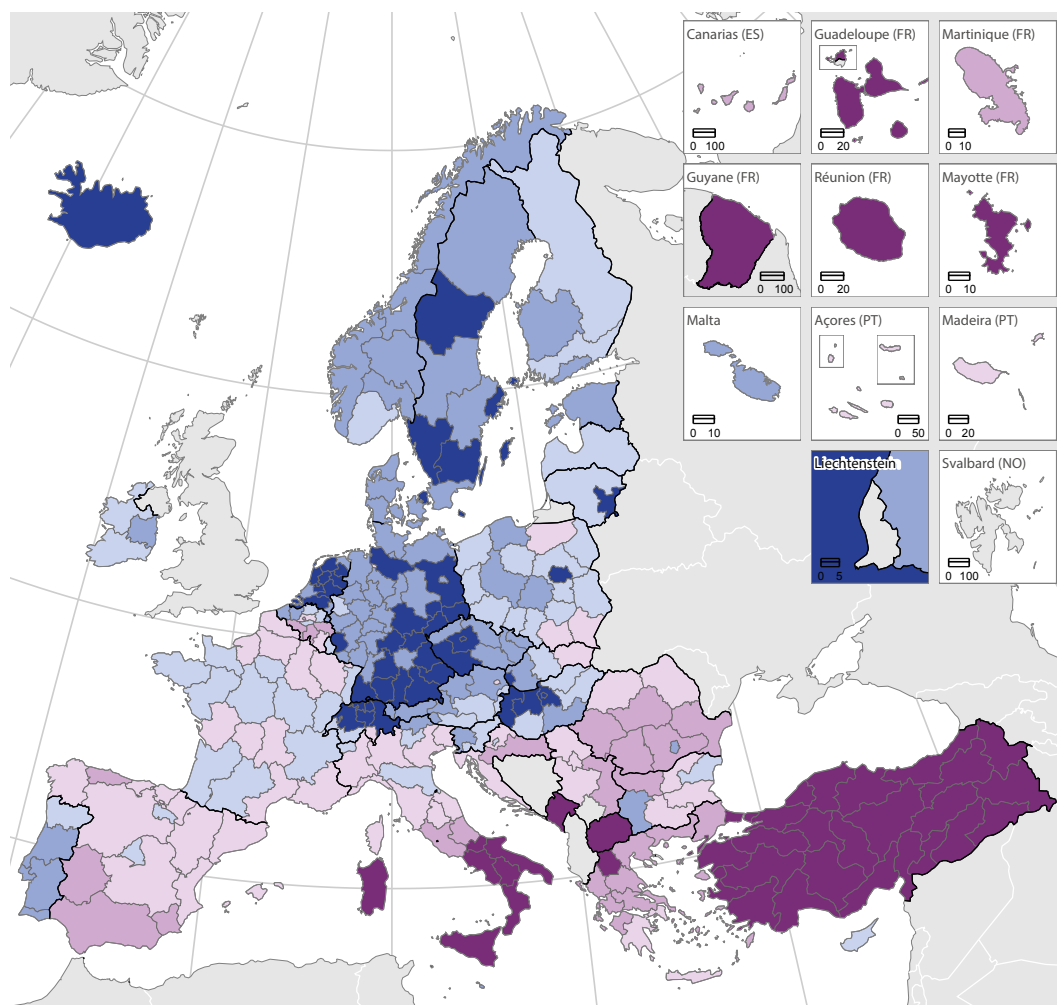 Canarias (ES)
0 100
Guadeloupe (FR)
0 20
Martinique (FR)
0 10
Guyane (FR)
0 100
Réunion (FR)
0 20
Mayotte (FR)
0 10
Malta
0 10
Açores (PT)
0 50
Madeira (PT)
0 20
Liechtenstein
0 5
Svalbard (NO)
0 100